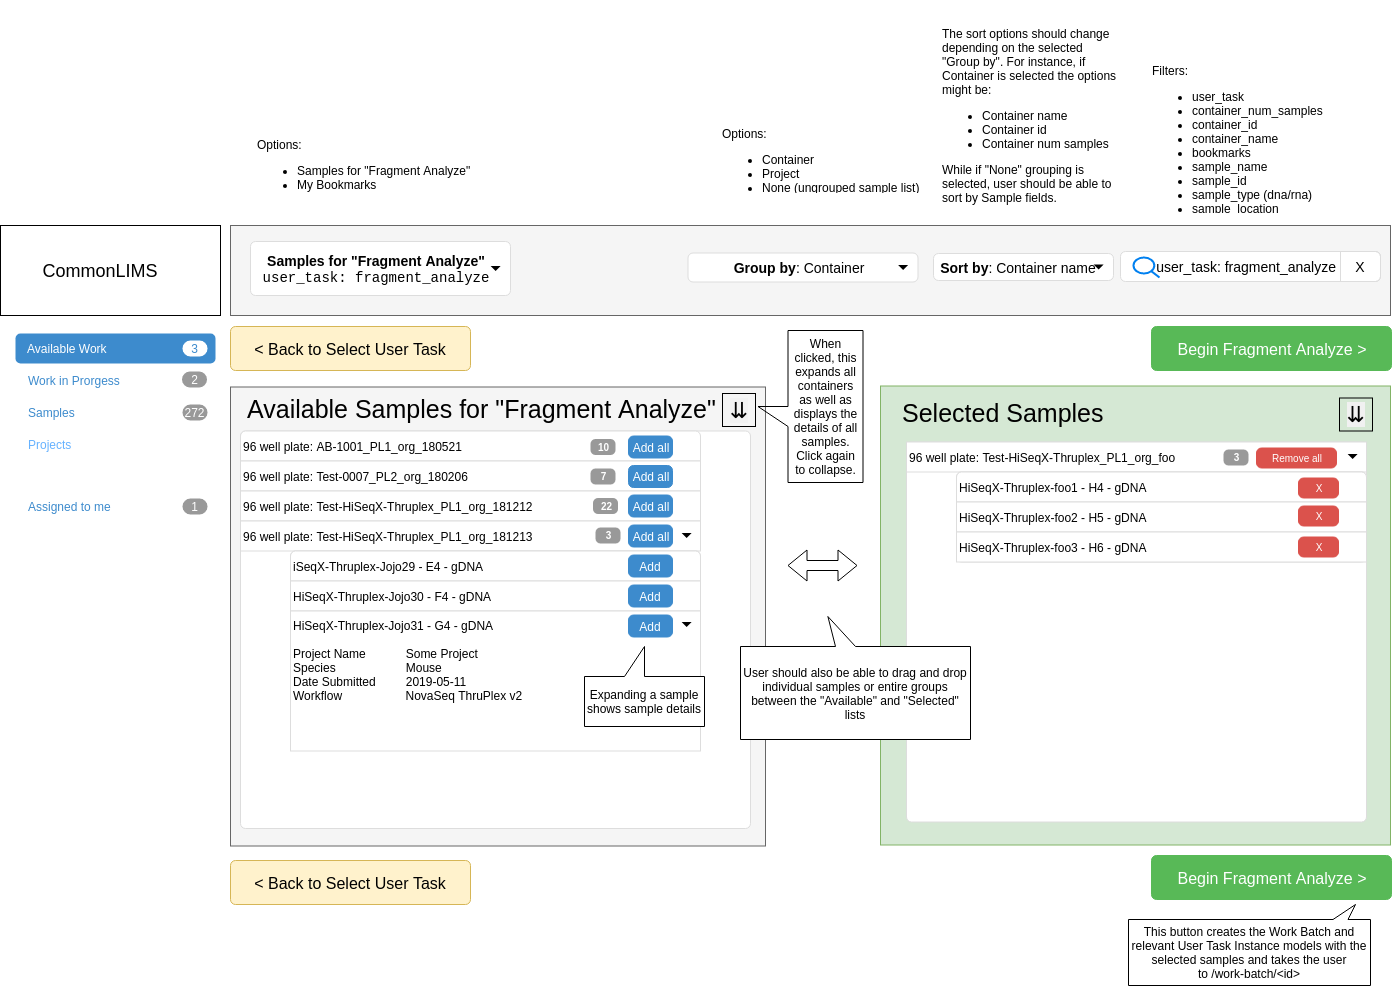 The sort options should change
depending on the selected
"Group by". For instance, if
Container is selected the options
might be:
Container name
Container id
Container num samples
While if "None" grouping is
selected, user should be able to
sort by Sample fields.
Filters:
user_task
container_num_samples
container_id
container_name
bookmarks
sample_name
sample_id
sample_type (dna/rna)
sample_location
Options:
Container
Project
None (ungrouped sample list)
Options:
Samples for "Fragment Analyze"
My Bookmarks
CommonLIMS
Samples for "Fragment Analyze"
user_task: fragment_analyze
Group by: Container
Sort by: Container name
user_task: fragment_analyze
X
Available Work 3
Work in Prorgess 2
Samples 272
Projects
Assigned to me 1
< Back to Select User Task
Begin Fragment Analyze >
When
clicked, this
expands all
containers
as well as
displays the
details of all
samples.
Click again
to collapse.
Available Samples for "Fragment Analyze"
96 well plate: AB-1001_PL1_org_180521 10 Add all
96 well plate: Test-0007_PL2_org_180206 7 Add all
96 well plate: Test-HiSeqX-Thruplex_PL1_org_181212 22 Add all
96 well plate: Test-HiSeqX-Thruplex_PL1_org_181213 3 Add all
iSeqX-Thruplex-Jojo29 - E4 - gDNA Add
HiSeqX-Thruplex-Jojo30 - F4 - gDNA Add
HiSeqX-Thruplex-Jojo31 - G4 - gDNA Add
Project Name Some Project
Species Mouse
Date Submitted 2019-05-11
Workflow NovaSeq ThruPlex v2
Expanding a sample
shows sample details
User should also be able to drag and drop
individual samples or entire groups
between the "Available" and "Selected"
lists
Selected Samples
96 well plate: Test-HiSeqX-Thruplex_PL1_org_foo 3 Remove all
HiSeqX-Thruplex-foo1 - H4 - gDNA X
HiSeqX-Thruplex-foo2 - H5 - gDNA X
HiSeqX-Thruplex-foo3 - H6 - gDNA X
< Back to Select User Task
Begin Fragment Analyze >
This button creates the Work Batch and
relevant User Task Instance models with the
selected samples and takes the user
to /work-batch/<id>